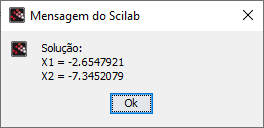 Mensagem do Scilab
Solução:
X1 = -2.6547921
X2 = -7.3452079
Ok